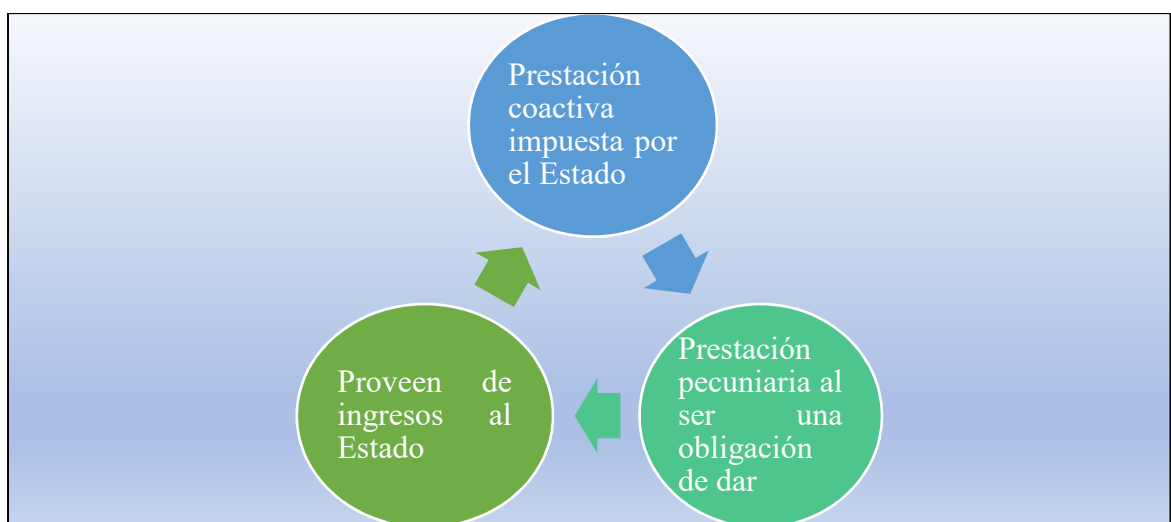 Prestación
coactiva
impuesta por
el Estado
Prestación
pecuniaria al
ser una
obligación
de dar
Proveen de
ingresos al
Estado